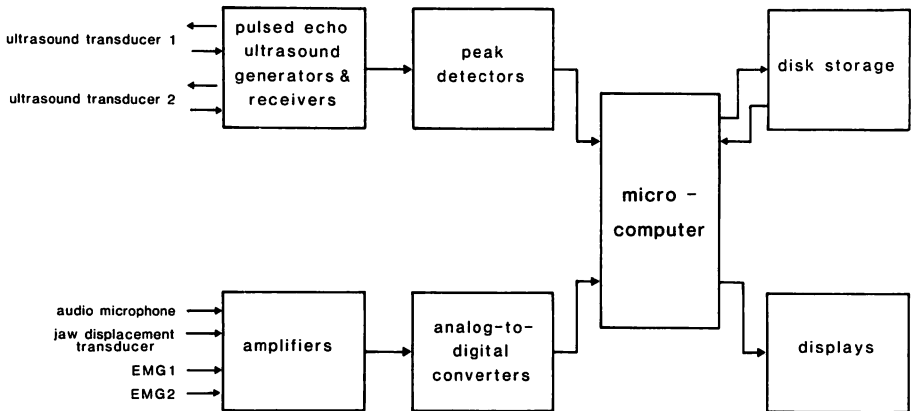 ultrasound transducer 1
ultrasound transducer 2
pulsed echo
ultrasound
generators &
receivers
peak
detectors
disk storage
micro -
computer
audio microphone
jaw displacement
transducer
EMG1
EMG2
amplifiers
analog-to-
digital
converters
displays